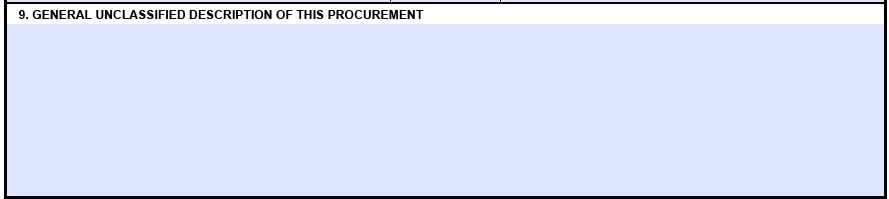 9. GENERAL UNCLASSIFIED DESCRIPTION OF THIS PROCUREMENT